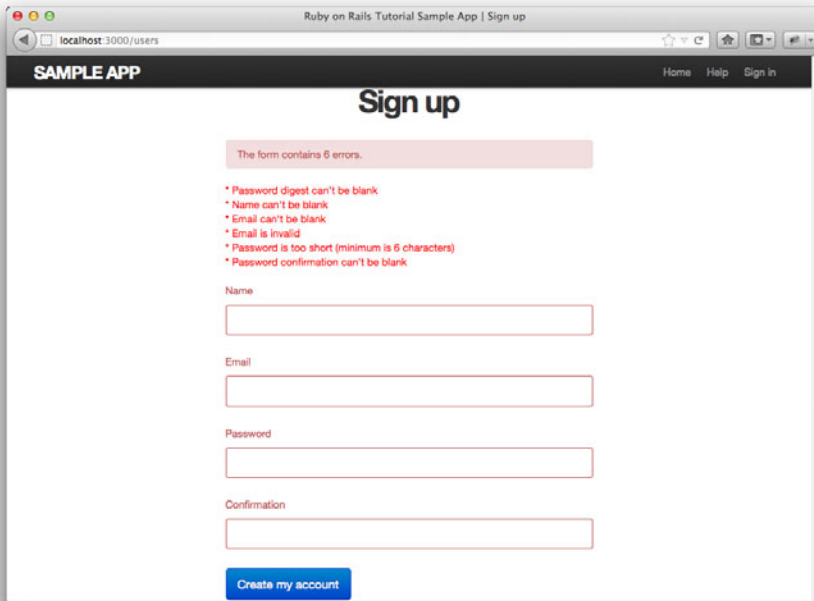 Ruby on Rails Tutorial Sample App | Sign up
localhost:3000/users
SAMPLE APP
Home Help Sign in
Sign up
The form contains 6 errors.
* Password digest can't be blank
* Name can't be blank
* Email can't be blank
* Email is invalid
* Password is too short (minimum is 6 characters)
* Password confirmation can't be blank
Name
Email
Password
Confirmation
Create my account